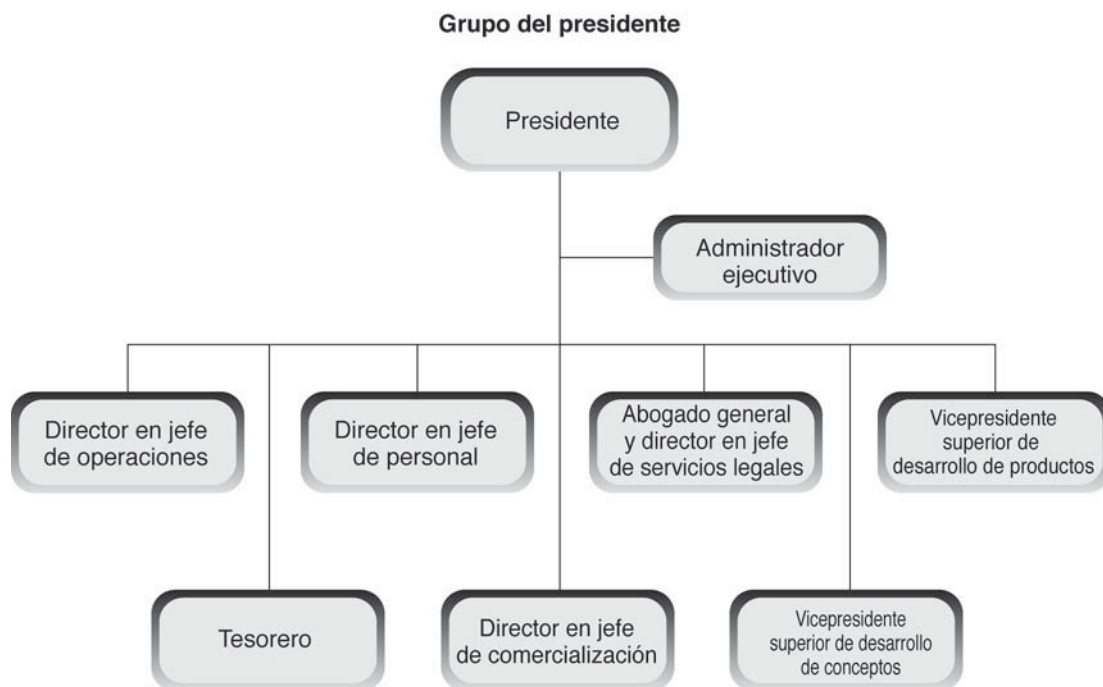 Grupo del presidente
Presidente
Administrador
ejecutivo
Director en jefe
de operaciones
Director en jefe
de personal
Abogado general
y director en jefe
de servicios legales
Vicepresidente
superior de
desarrollo de productos
Tesorero
Director en jefe
de comercialización
Vicepresidente
superior de desarrollo
de conceptos